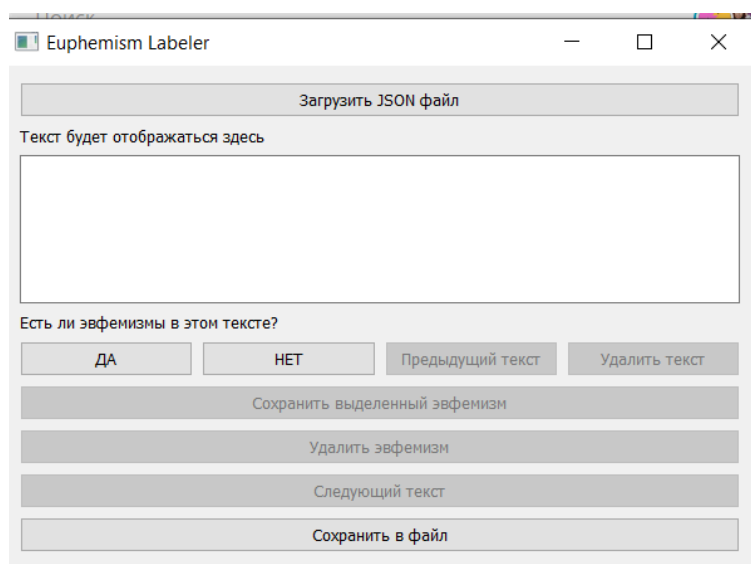 Поиск
Euphemism Labeler
Загрузить JSON файл
Текст будет отображаться здесь
Есть ли эвфемизмы в этом тексте?
ДА НЕТ Предыдущий текст Удалить текст
Сохранить выделенный эвфемизм
Удалить эвфемизм
Следующий текст
Сохранить в файл